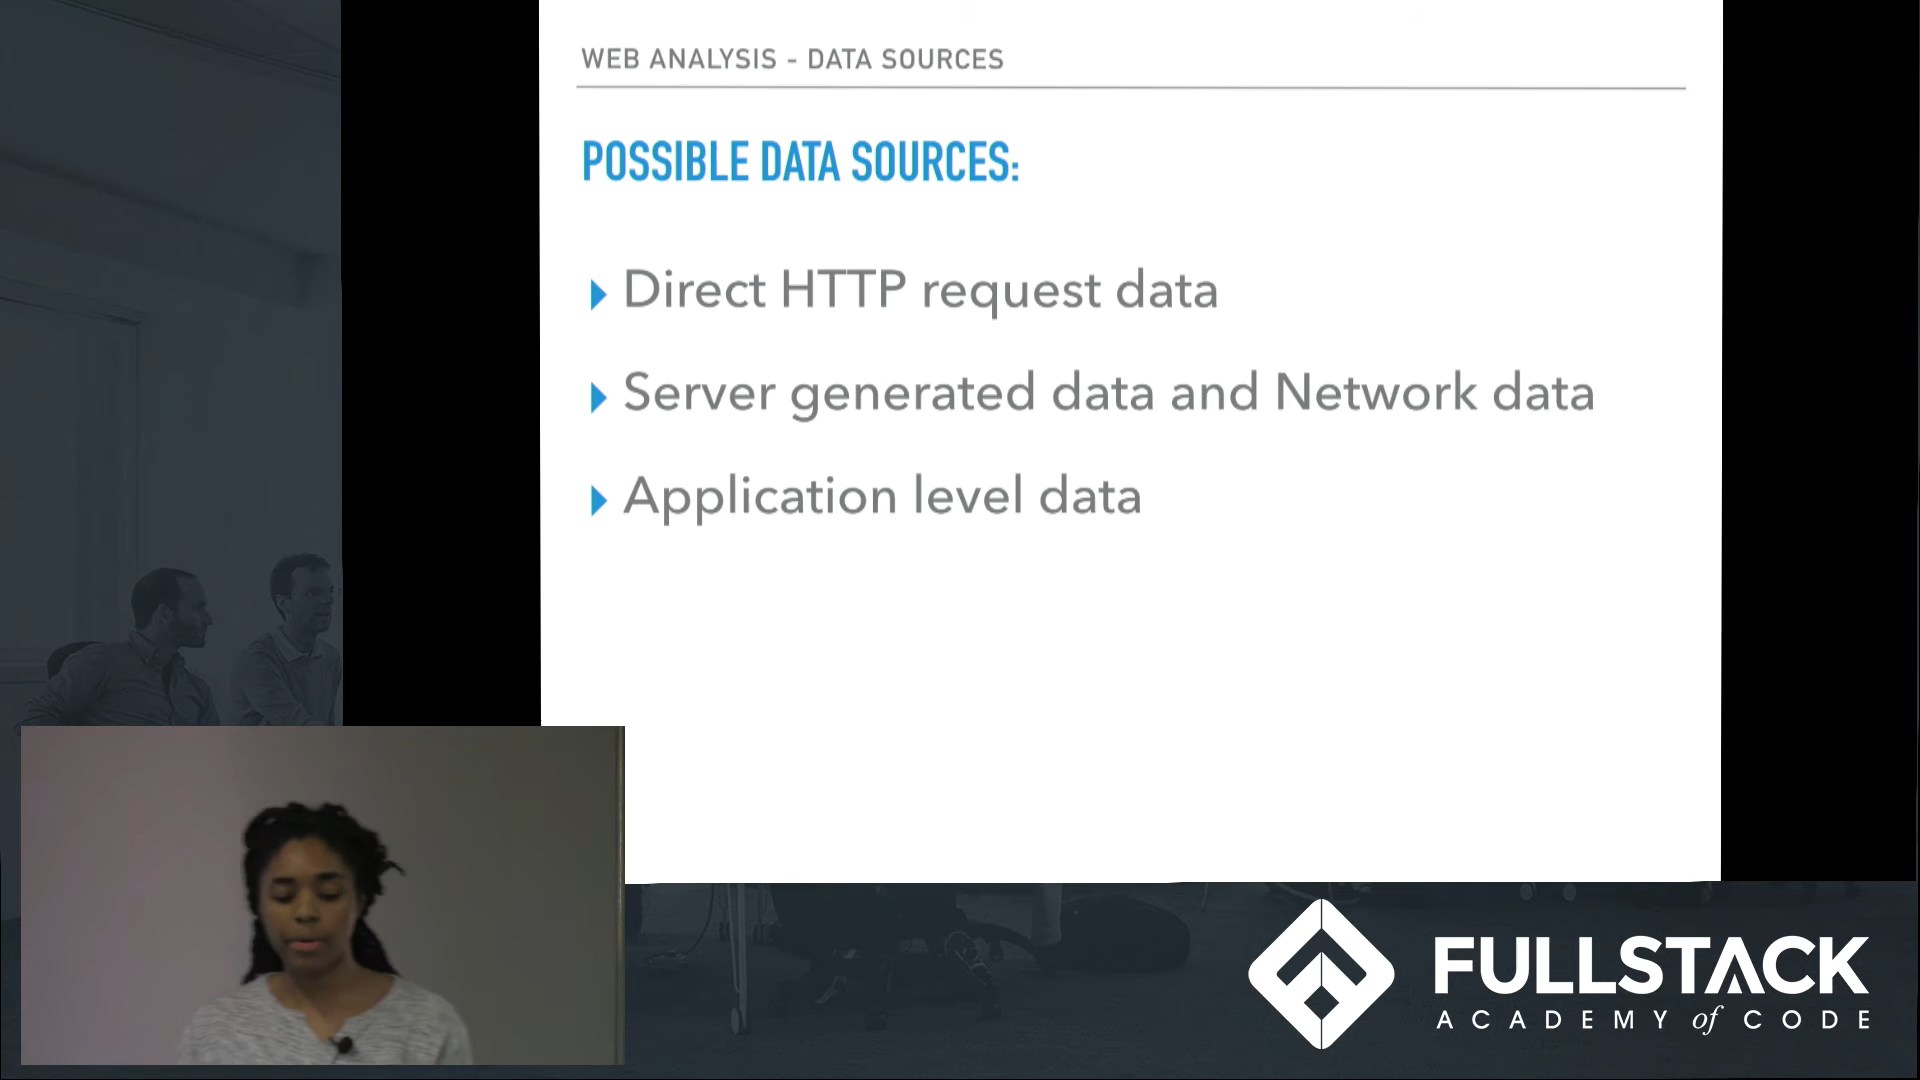 WEB ANALYSIS - DATA SOURCES
POSSIBLE DATA SOURCES:
Direct HTTP request data
Server generated data and Network data
Application level data
FULLSTACK
ACADEMY of CODE